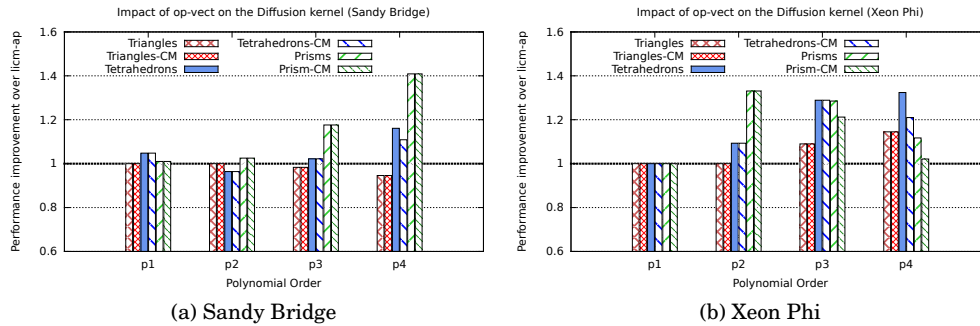 Impact of op-vect on the Diffusion kernel (Sandy Bridge)
Performance improvement over licm-ap
1.6
1.4
1.2
1
0.8
0.6
Triangles
Triangles-CM
Tetrahedrons
Tetrahedrons-CM
Prisms
Prism-CM
p1 p2 p3 p4
Polynomial Order
(a) Sandy Bridge
Impact of op-vect on the Diffusion kernel (Xeon Phi)
Performance improvement over licm-ap
1.6
1.4
1.2
1
0.8
0.6
Triangles
Triangles-CM
Tetrahedrons
Tetrahedrons-CM
Prisms
Prism-CM
p1 p2 p3 p4
Polynomial Order
(b) Xeon Phi